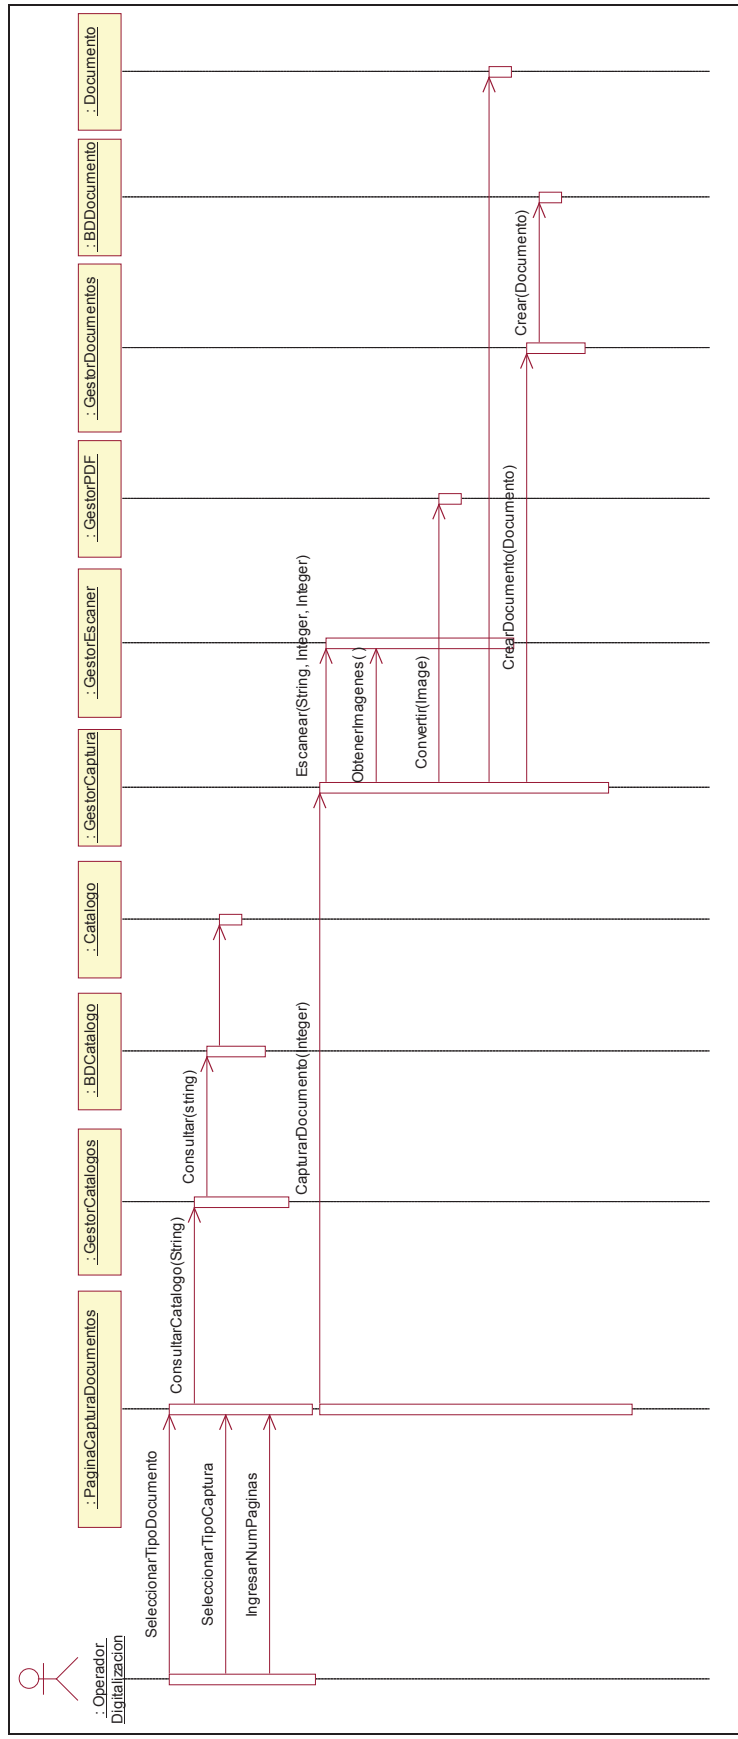 : Operador
Digitalizacion
: PaginaCapturaDocumentos
: GestorCatalogos
: BDCatalogo
: Catalogo
: GestorCaptura
: GestorEscaner
: GestorPDF
: GestorDocumentos
: BDDocumento
: Documento
SeleccionarTipoDocumento
ConsultarCatalogo(String)
Consultar(string)
SeleccionarTipoCaptura
IngresarNumPaginas
CapturarDocumento(Integer)
Escanear(String, Integer, Integer)
ObtenerImagenes( )
Convertir(Image)
CrearDocumento(Documento)
Crear(Documento)